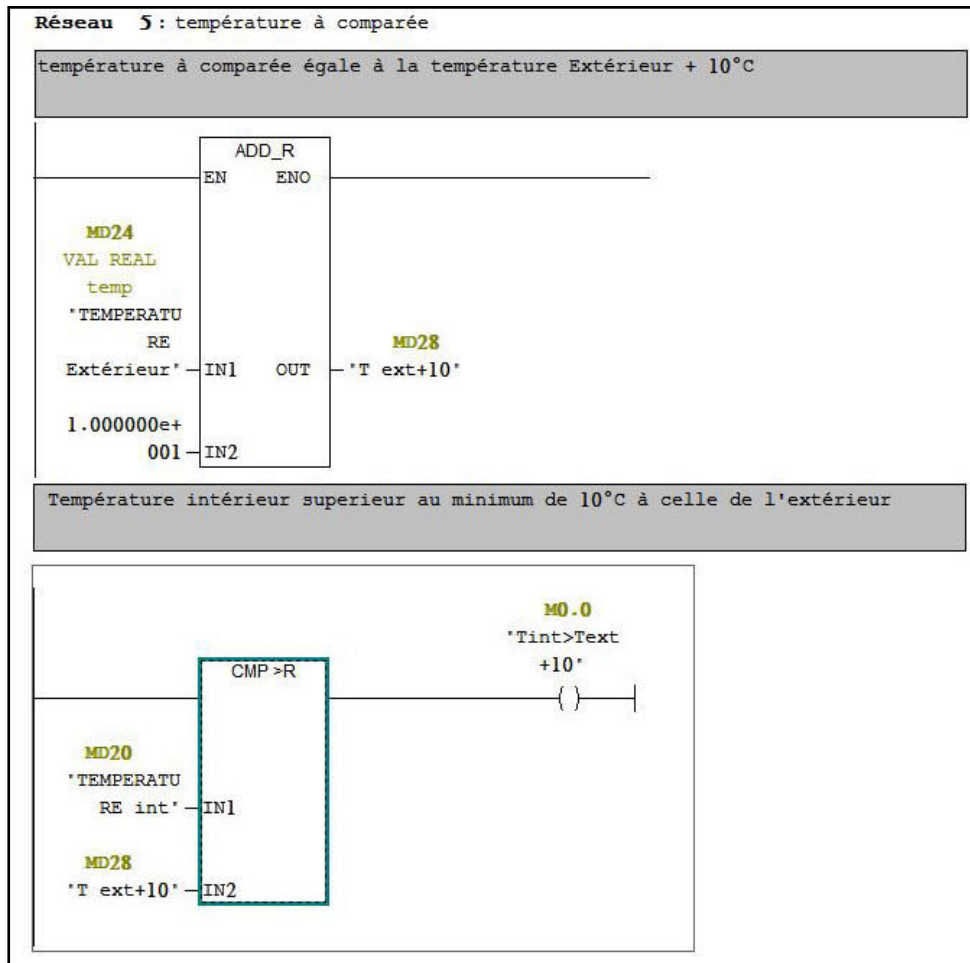 Réseau 5 : température à comparée
température à comparée égale à la température Extérieur + 10°C
ADD_R
EN ENO
MD24
VAL REAL
temp
"TEMPERATU
RE
Extérieur" IN1 OUT
MD28
"T ext+10"
1.000000e+
001 IN2
Température intérieur superieur au minimum de 10°C à celle de l'extérieur
M0.0
"Tint>Text
+10"
CMP >R
( )
MD20
"TEMPERATU
RE int" IN1
MD28
"T ext+10" IN2